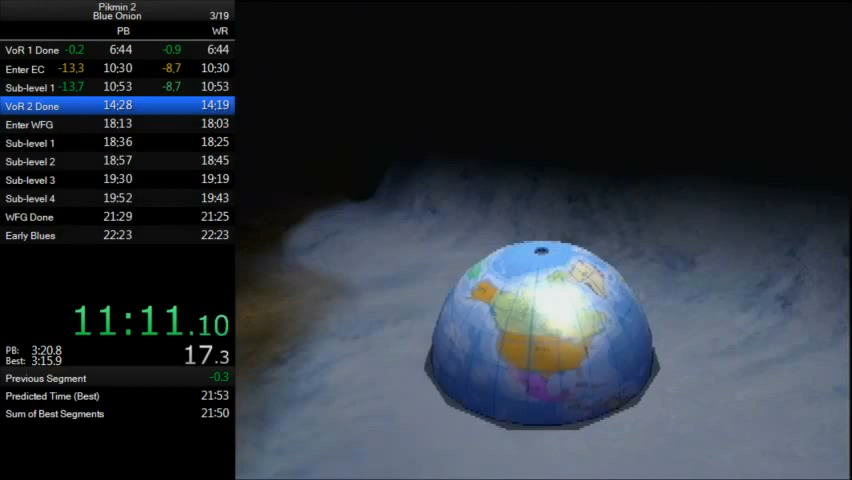 Pikmin 2
Blue Onion 3/19
PB WR
VoR 1 Done -0.2 6:44 -0.9 6:44
Enter EC -13,3 10;30 -8,7 10;30
Sub-level 1 -13,7 10;53 -8,7 10;53
VoR 2 Done 14;28 14;19
Enter WFG 18;13 18;03
Sub-level 1 18;36 18;25
Sub-level 2 18;57 18;45
Sub-level 3 19;30 19;19
Sub-level 4 19;52 19;43
WFG Done 21:29 21:25
Early Blues 22:23 22:23
11:11.10
PB: 3:20.8
Best: 3:15.9
17.3
Previous Segment -0.3
Predicted Time (Best) 21:53
Sum of Best Segments 21:50